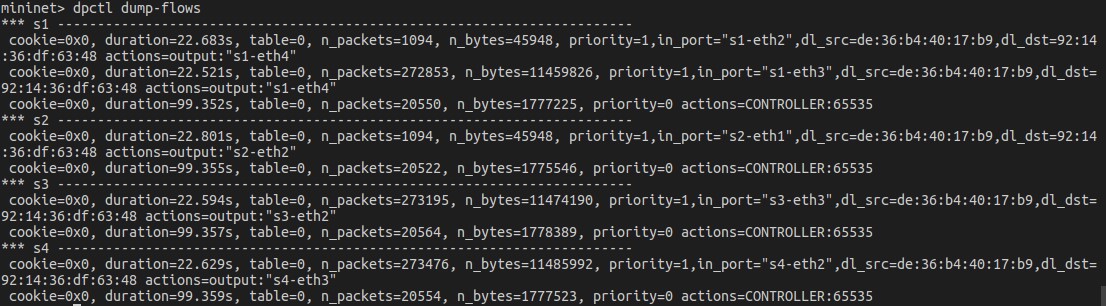 mininet> dpctl dump-flows
*** s1 ------------------------------------------------------------------------
 cookie=0x0, duration=22.683s, table=0, n_packets=1094, n_bytes=45948, priority=1,in_port="s1-eth2",dl_src=de:36:b4:40:17:b9,dl_dst=92:14
:36:df:63:48 actions=output:"s1-eth4"
 cookie=0x0, duration=22.521s, table=0, n_packets=272853, n_bytes=11459826, priority=1,in_port="s1-eth3",dl_src=de:36:b4:40:17:b9,dl_dst=
92:14:36:df:63:48 actions=output:"s1-eth4"
 cookie=0x0, duration=99.352s, table=0, n_packets=20550, n_bytes=1777225, priority=0 actions=CONTROLLER:65535
*** s2 ------------------------------------------------------------------------
 cookie=0x0, duration=22.801s, table=0, n_packets=1094, n_bytes=45948, priority=1,in_port="s2-eth1",dl_src=de:36:b4:40:17:b9,dl_dst=92:14
:36:df:63:48 actions=output:"s2-eth2"
 cookie=0x0, duration=99.355s, table=0, n_packets=20522, n_bytes=1775546, priority=0 actions=CONTROLLER:65535
*** s3 ------------------------------------------------------------------------
 cookie=0x0, duration=22.594s, table=0, n_packets=273195, n_bytes=11474190, priority=1,in_port="s3-eth3",dl_src=de:36:b4:40:17:b9,dl_dst=
92:14:36:df:63:48 actions=output:"s3-eth2"
 cookie=0x0, duration=99.357s, table=0, n_packets=20564, n_bytes=1778389, priority=0 actions=CONTROLLER:65535
*** s4 ------------------------------------------------------------------------
 cookie=0x0, duration=22.629s, table=0, n_packets=273476, n_bytes=11485992, priority=1,in_port="s4-eth2",dl_src=de:36:b4:40:17:b9,dl_dst=
92:14:36:df:63:48 actions=output:"s4-eth3"
 cookie=0x0, duration=99.359s, table=0, n_packets=20554, n_bytes=1777523, priority=0 actions=CONTROLLER:65535